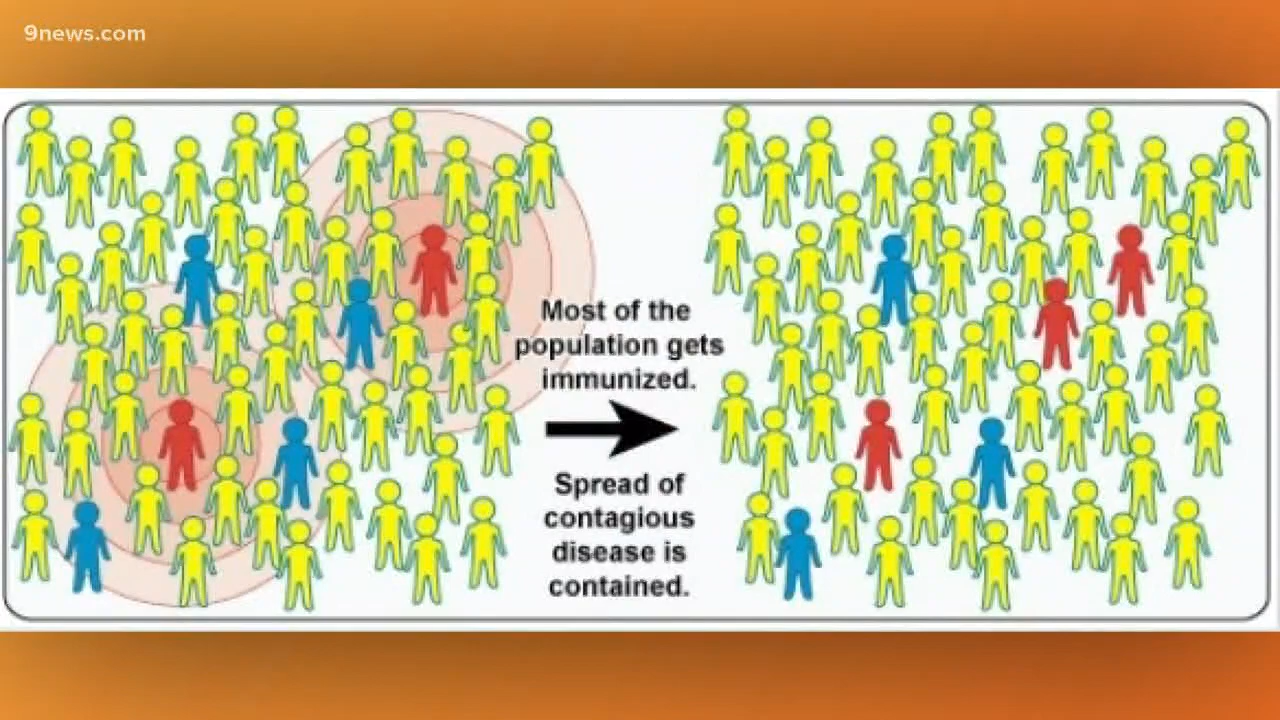 9news.com
Most of the
population gets
immunized.
Spread of
contagious
disease is
contained.